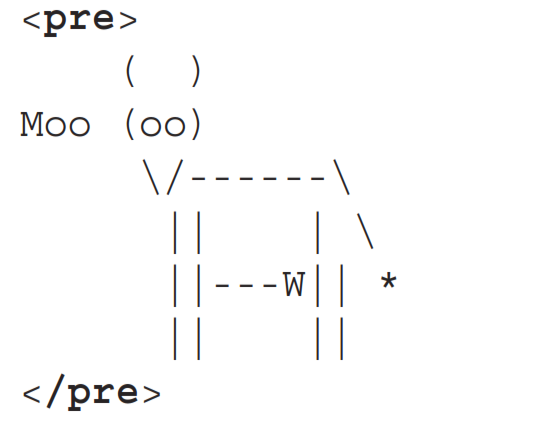 <pre>
    (  )
Moo (oo)
     \/------\
      ||    | \
      ||---W|| *
      ||    ||
</pre>